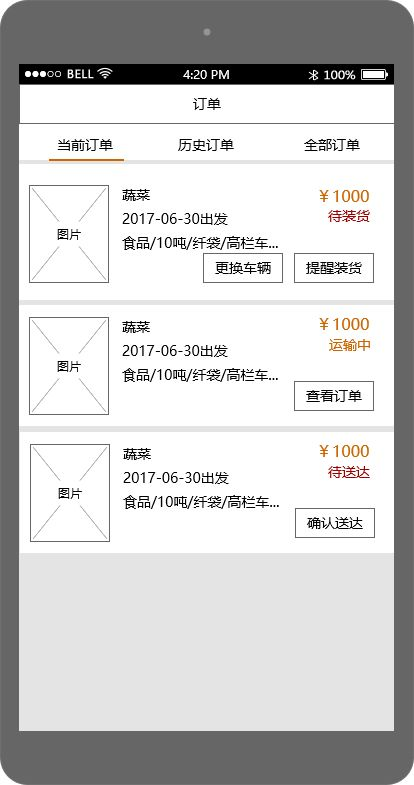 BELL 4:20 PM 100%
订单
当前订单 历史订单 全部订单
图片
蔬菜
¥1000
2017-06-30出发
待装货
食品/10吨/纤袋/高栏车...
更换车辆 提醒装货
图片
蔬菜
¥1000
2017-06-30出发
运输中
食品/10吨/纤袋/高栏车...
查看订单
图片
蔬菜
¥1000
2017-06-30出发
待送达
食品/10吨/纤袋/高栏车...
确认送达